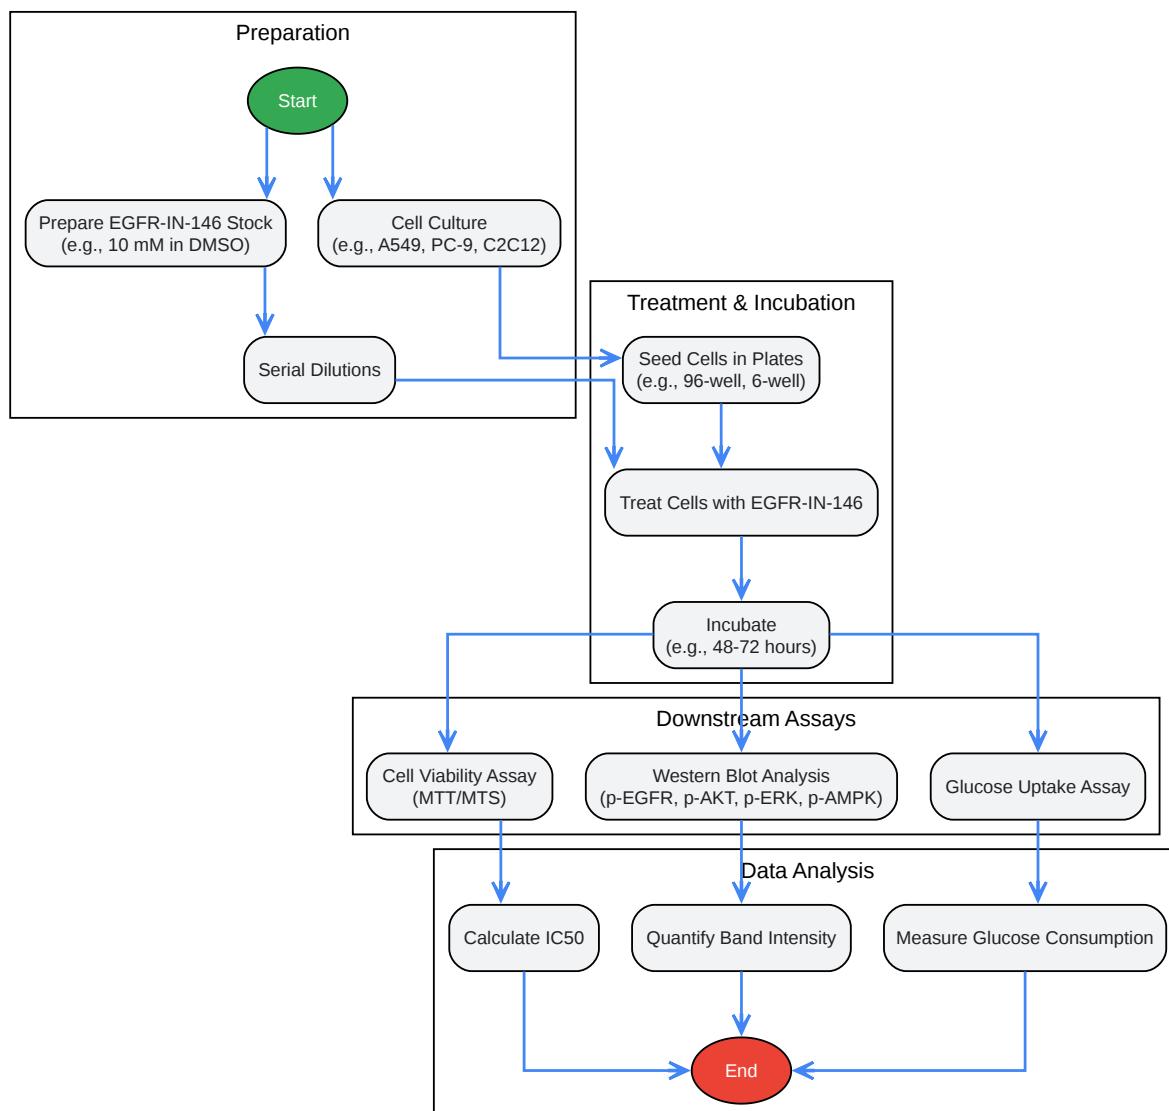 Preparation
Start
Prepare EGFR-IN-146 Stock
(e.g., 10 mM in DMSO)
Cell Culture
(e.g., A549, PC-9, C2C12)
Serial Dilutions
Treatment & Incubation
Seed Cells in Plates
(e.g., 96-well, 6-well)
Treat Cells with EGFR-IN-146
Incubate
(e.g., 48-72 hours)
Downstream Assays
Cell Viability Assay
(MTT/MTS)
Western Blot Analysis
(p-EGFR, p-AKT, p-ERK, p-AMPK)
Glucose Uptake Assay
Data Analysis
Calculate IC50
Quantify Band Intensity
Measure Glucose Consumption
End